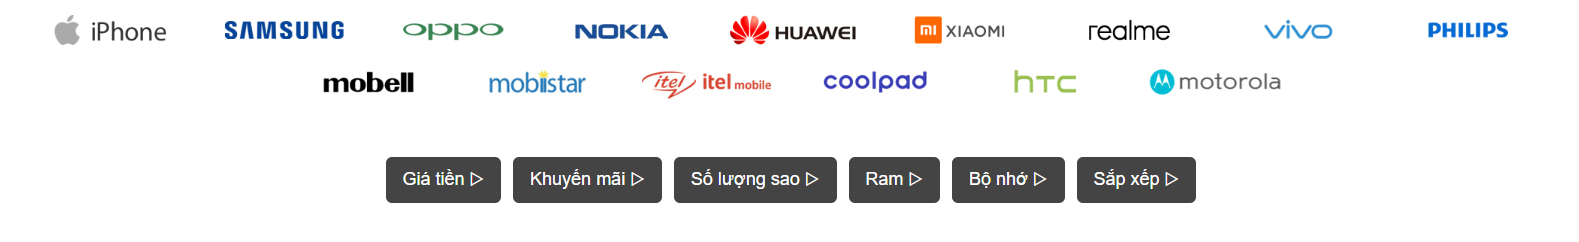 iPhone SAMSUNG oppo NOKIA HUAWEI mi XIAOMI realme vivo PHILIPS
mobell mobiistar itel itel mobile coolpad hTC motorola
Giá tiền ▷ Khuyến mãi ▷ Số lượng sao ▷ Ram ▷ Bộ nhớ ▷ Sắp xếp ▷